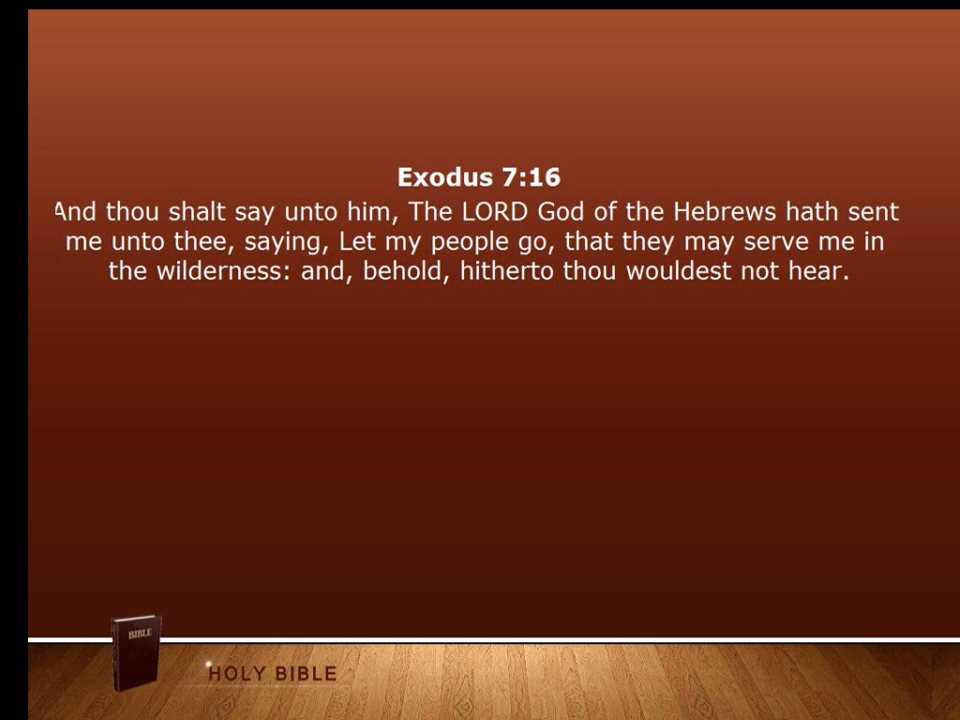 Exodus 7:16
And thou shalt say unto him, The LORD God of the Hebrews hath sent
me unto thee, saying, Let my people go, that they may serve me in
the wilderness: and, behold, hitherto thou wouldest not hear.
BIBLE
HOLY BIBLE